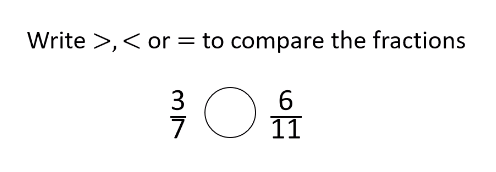 Write >, < or = to compare the fractions
3/7 6/11